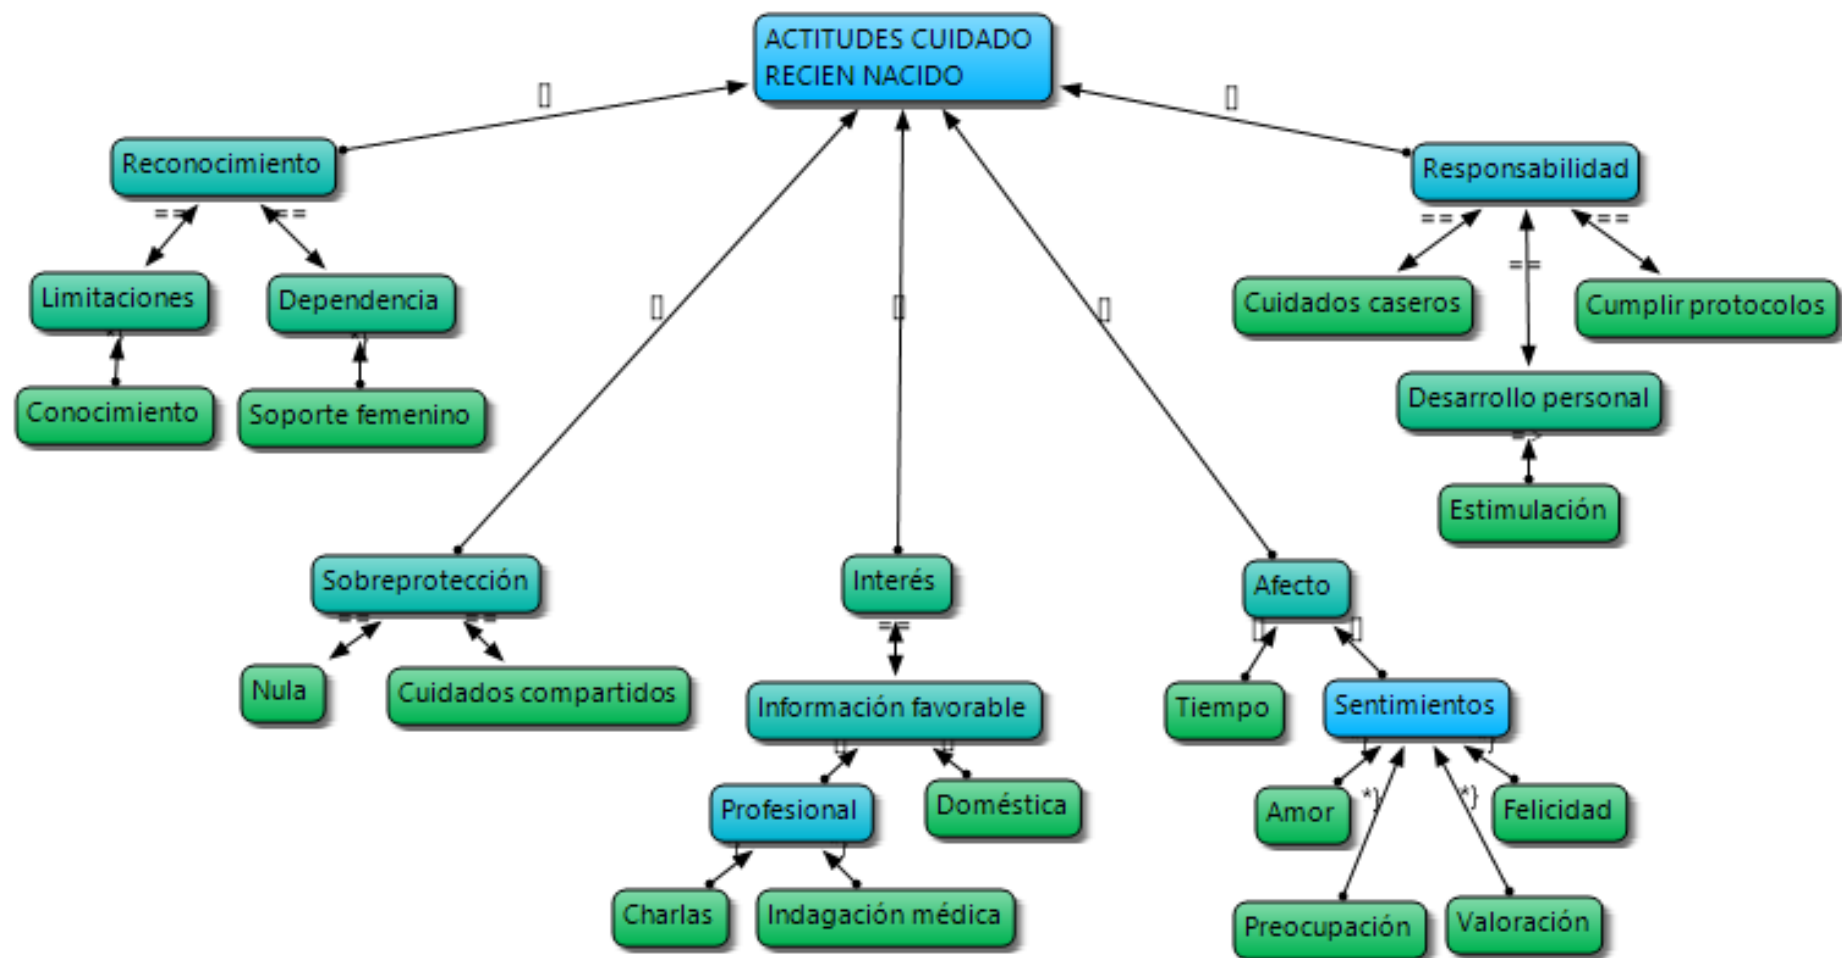 ACTITUDES CUIDADO
RECIEN NACIDO
[]
[]
Reconocimiento
Responsabilidad
==
==
==
==
==
Limitaciones
Dependencia
Cuidados caseros
Cumplir protocolos
[]
[]
[]
Conocimiento
Soporte femenino
Desarrollo personal
=>
Estimulación
Sobreprotección
Interés
Afecto
==
==
==
[]
[]
Nula
Cuidados compartidos
Información favorable
Tiempo
Sentimientos
[]
[]
Profesional
Doméstica
Amor
*}
*}
Felicidad
Charlas
Indagación médica
Preocupación
Valoración